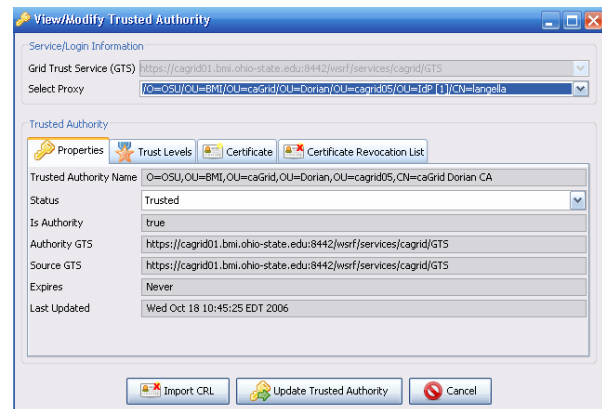 View/Modify Trusted Authority
Service/Login Information
Grid Trust Service (GTS) https://cagrid01.bmi.ohio-state.edu:8442/wsrf/services/cagrid/GTS
Select Proxy /O=OSU/OU=BMI/OU=caGrid/OU=Dorian/OU=cagrid05/OU=IdP [1]/CN=langella
Trusted Authority
Properties Trust Levels Certificate Certificate Revocation List
Trusted Authority Name O=OSU,OU=BMI,OU=caGrid,OU=Dorian,OU=cagrid05,CN=caGrid Dorian CA
Status Trusted
Is Authority true
Authority GTS https://cagrid01.bmi.ohio-state.edu:8442/wsrf/services/cagrid/GTS
Source GTS https://cagrid01.bmi.ohio-state.edu:8442/wsrf/services/cagrid/GTS
Expires Never
Last Updated Wed Oct 18 10:45:25 EDT 2006
Import CRL Update Trusted Authority Cancel